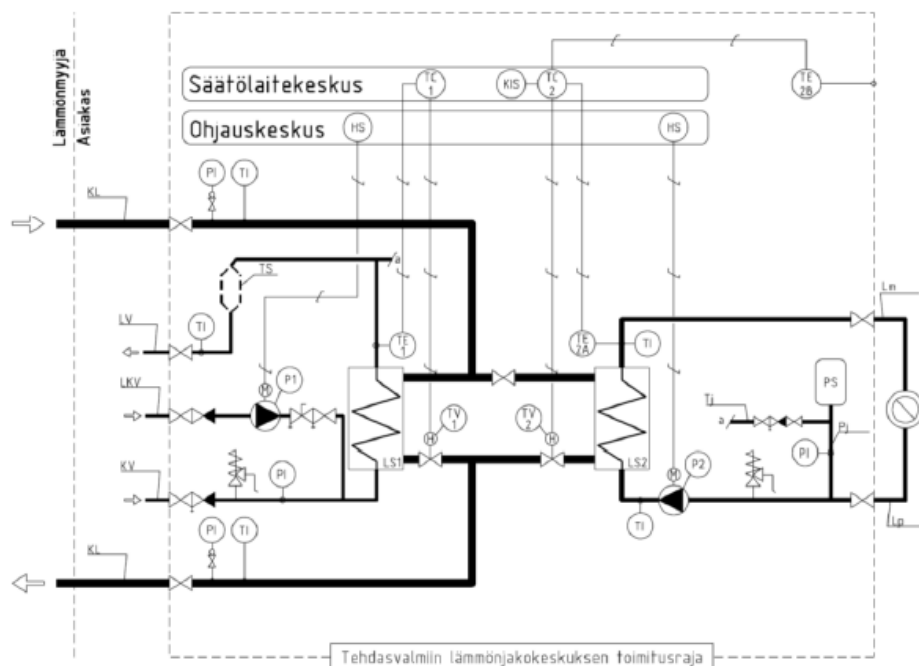 Lämmönmyyjä
Asiakas
Säätölaitekeskus
TC
1
KIS
TC
2
TE
2B
Ohjauskeskus
HS
HS
PI
TI
KL
TS
a
LV
TI
TE
1
TE
2A
TI
Lm
LKV
M
P1
TV
1
M
TV
2
M
PS
Tj
a
Pj
PI
KV
PI
LS1
LS2
M
P2
TI
Lp
KL
PI
TI
Tehdasvalmiin lämmönjakokeskuksen toimitusraja